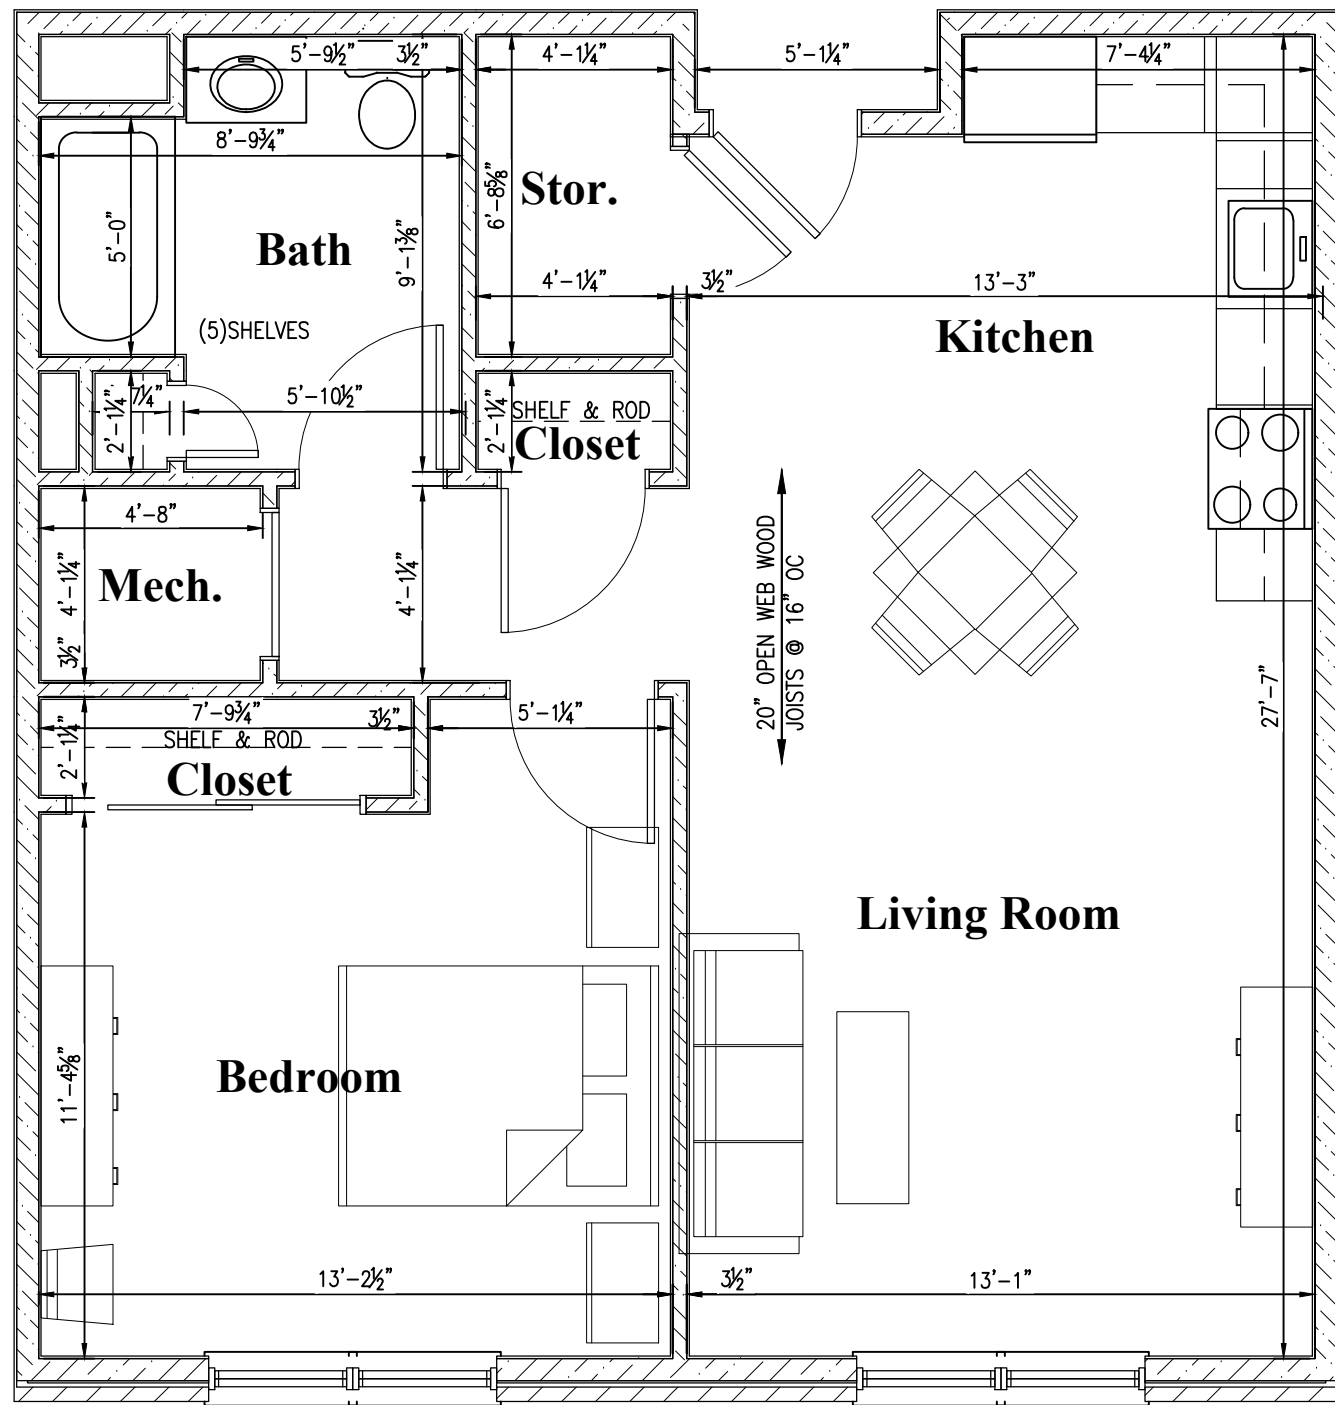 5'-9½" 3½" 4'-1¼" 5'-1¼" 7'-4¼"
8'-9¾"
Stor.
6'-8⅝"
5'-0"
Bath
9'-1⅜"
4'-1¼" 3½" 13'-3"
(5)SHELVES
Kitchen
7¼" 5'-10½"
2'-1¼"
2'-1¼"
SHELF & ROD
Closet
4'-8"
Mech.
4'-1¼"
3½"
4'-1¼"
20" OPEN WEB WOOD
JOISTS @ 16" OC
27'-7"
7'-9¾" 3½" 5'-1¼"
2'-1¼"
SHELF & ROD
Closet
Living Room
Bedroom
11'-4⅝"
13'-2½" 3½" 13'-1"